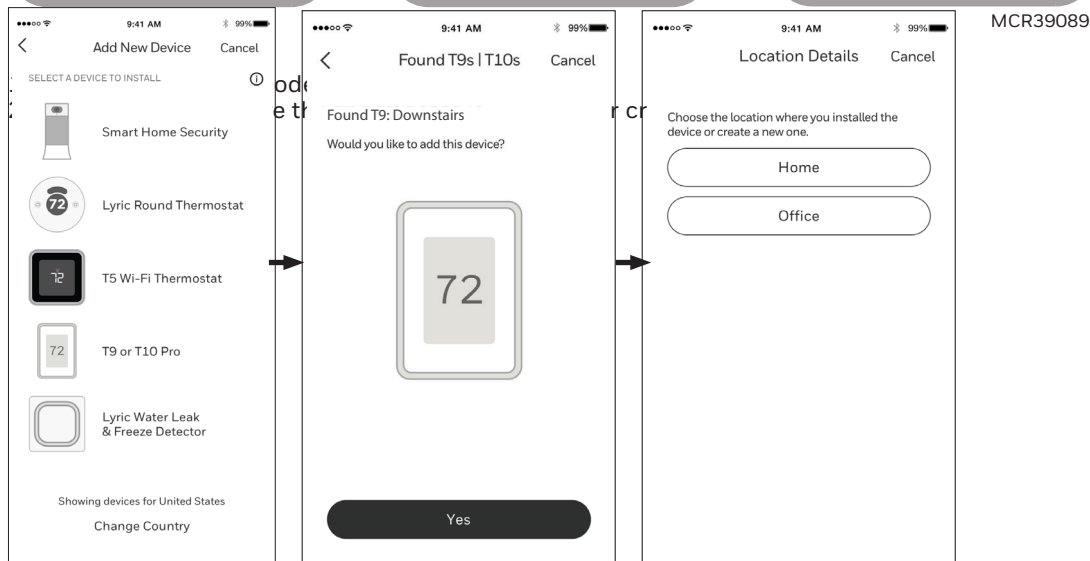 MCR39089
9:41 AM
99%
Add New Device
Cancel
SELECT A DEVICE TO INSTALL
Smart Home Security
72
Lyric Round Thermostat
72
T5 Wi-Fi Thermostat
72
T9 or T10 Pro
Lyric Water Leak
& Freeze Detector
Showing devices for United States
Change Country
9:41 AM
99%
Found T9s | T10s
Cancel
Found T9: Downstairs
Would you like to add this device?
72
Yes
9:41 AM
99%
Location Details
Cancel
Choose the location where you installed the
device or create a new one.
Home
Office